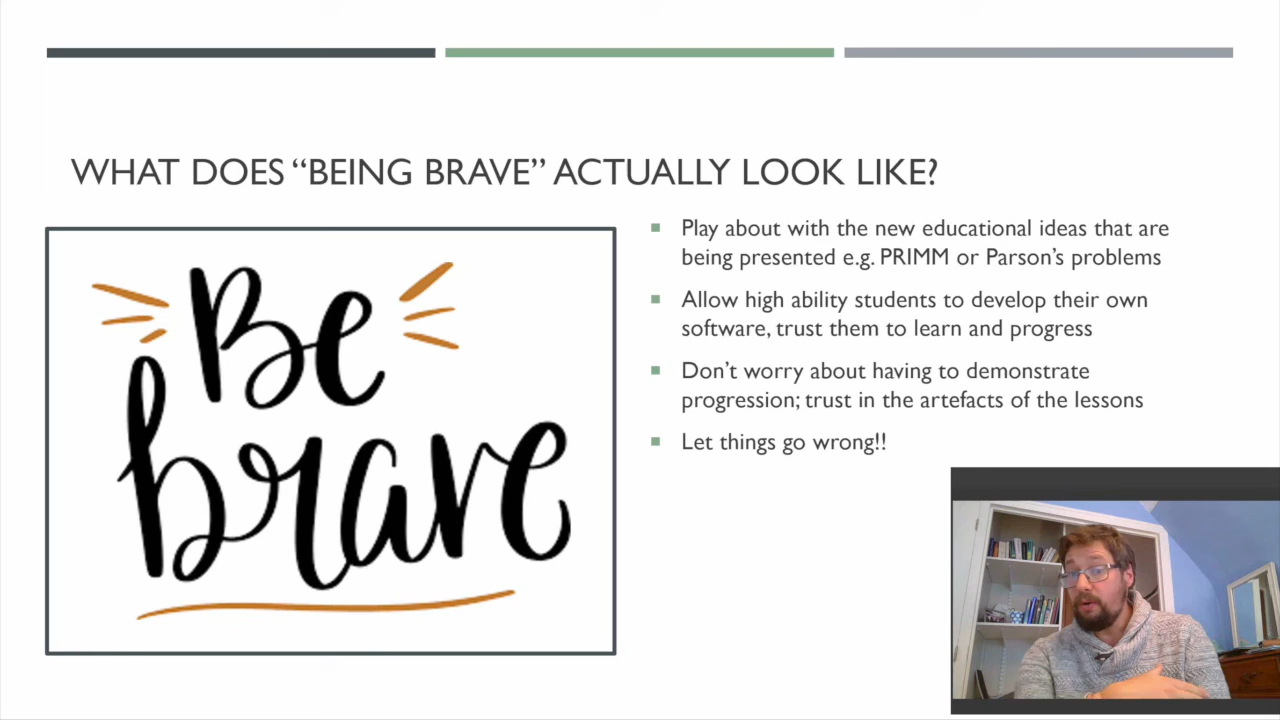 WHAT DOES “BEING BRAVE” ACTUALLY LOOK LIKE?
Be
brave
Play about with the new educational ideas that are
being presented e.g. PRIMM or Parson’s problems
Allow high ability students to develop their own
software, trust them to learn and progress
Don’t worry about having to demonstrate
progression; trust in the artefacts of the lessons
Let things go wrong!!